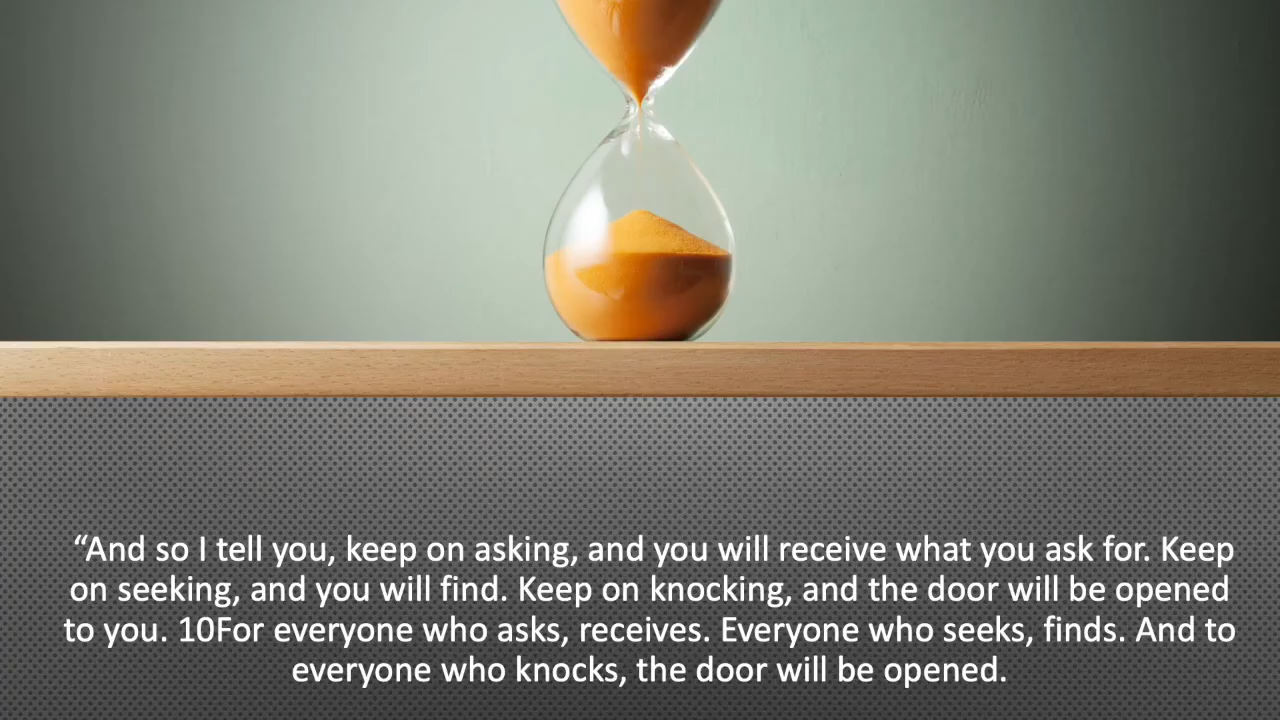 “And so I tell you, keep on asking, and you will receive what you ask for. Keep
on seeking, and you will find. Keep on knocking, and the door will be opened
to you. 10For everyone who asks, receives. Everyone who seeks, finds. And to
everyone who knocks, the door will be opened.